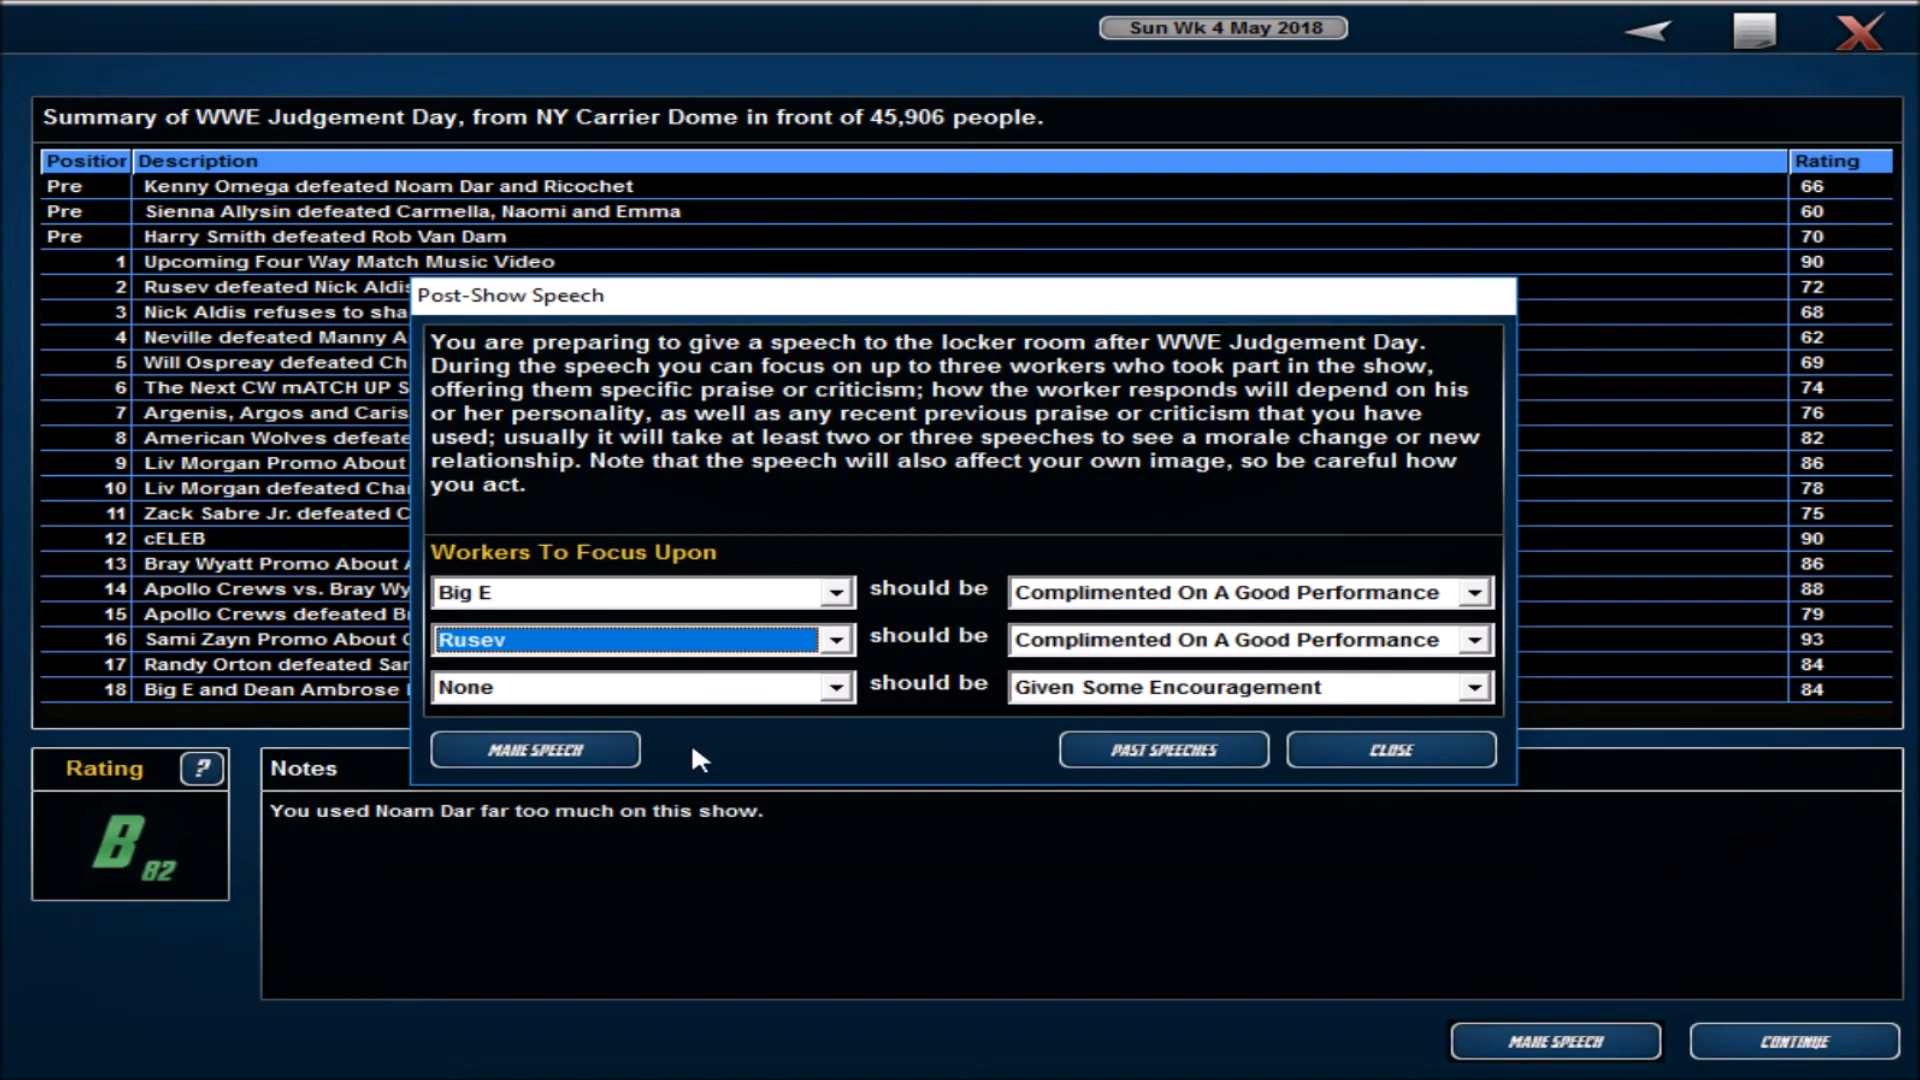 Sun Wk 4 May 2018
Summary of WWE Judgement Day, from NY Carrier Dome in front of 45,906 people.
Position Description Rating
Pre Kenny Omega defeated Noam Dar and Ricochet 66
Pre Sienna Allysin defeated Carmella, Naomi and Emma 60
Pre Harry Smith defeated Rob Van Dam 70
1 Upcoming Four Way Match Music Video 90
2 Rusev defeated Nick Aldis 72
3 Nick Aldis refuses to sha 68
4 Neville defeated Manny A 62
5 Will Ospreay defeated Ch 69
6 The Next CW mATCH UP S 74
7 Argenis, Argos and Caris 76
8 American Wolves defeate 82
9 Liv Morgan Promo About 86
10 Liv Morgan defeated Char 78
11 Zack Sabre Jr. defeated C 75
12 cELEB 90
13 Bray Wyatt Promo About A 86
14 Apollo Crews vs. Bray Wy 88
15 Apollo Crews defeated Br 79
16 Sami Zayn Promo About 93
17 Randy Orton defeated Sam 84
18 Big E and Dean Ambrose 84
Post-Show Speech
You are preparing to give a speech to the locker room after WWE Judgement Day.
During the speech you can focus on up to three workers who took part in the show,
offering them specific praise or criticism; how the worker responds will depend on his
or her personality, as well as any recent previous praise or criticism that you have
used; usually it will take at least two or three speeches to see a morale change or new
relationship. Note that the speech will also affect your own image, so be careful how
you act.
Workers To Focus Upon
Big E should be Complimented On A Good Performance
Rusev should be Complimented On A Good Performance
None should be Given Some Encouragement
MAKE SPEECH PAST SPEECHES CLOSE
Rating ? Notes
B 82
You used Noam Dar far too much on this show.
MAKE SPEECH CONTINUE